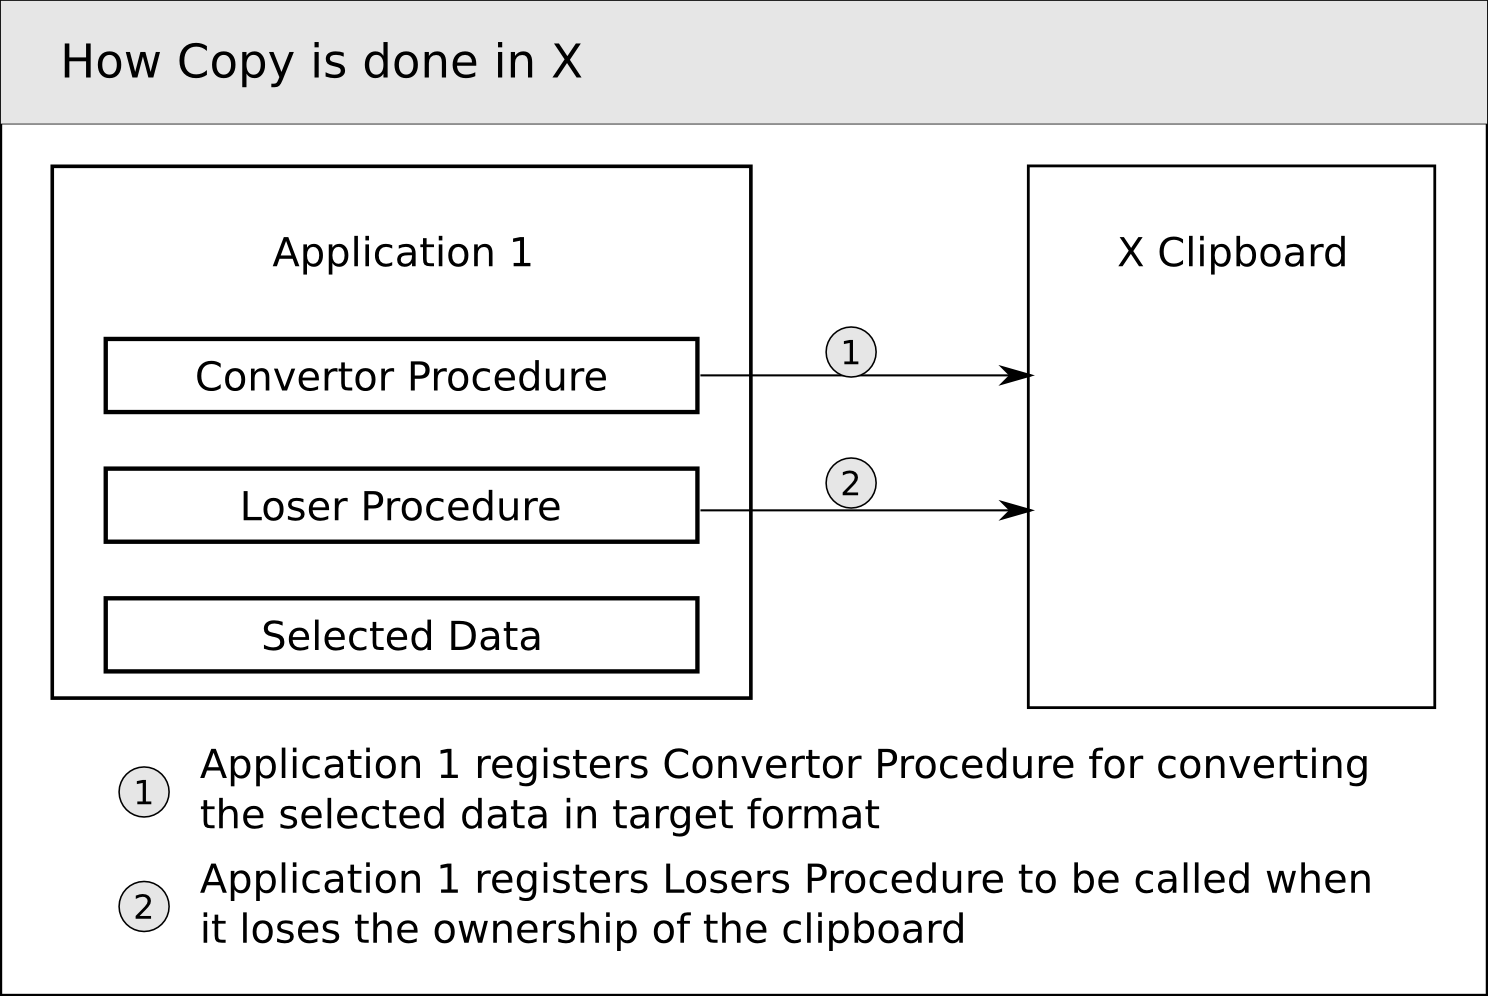 How Copy is done in X
Application 1
X Clipboard
Convertor Procedure
1
Loser Procedure
2
Selected Data
1
Application 1 registers Convertor Procedure for converting
the selected data in target format
2
Application 1 registers Losers Procedure to be called when
it loses the ownership of the clipboard